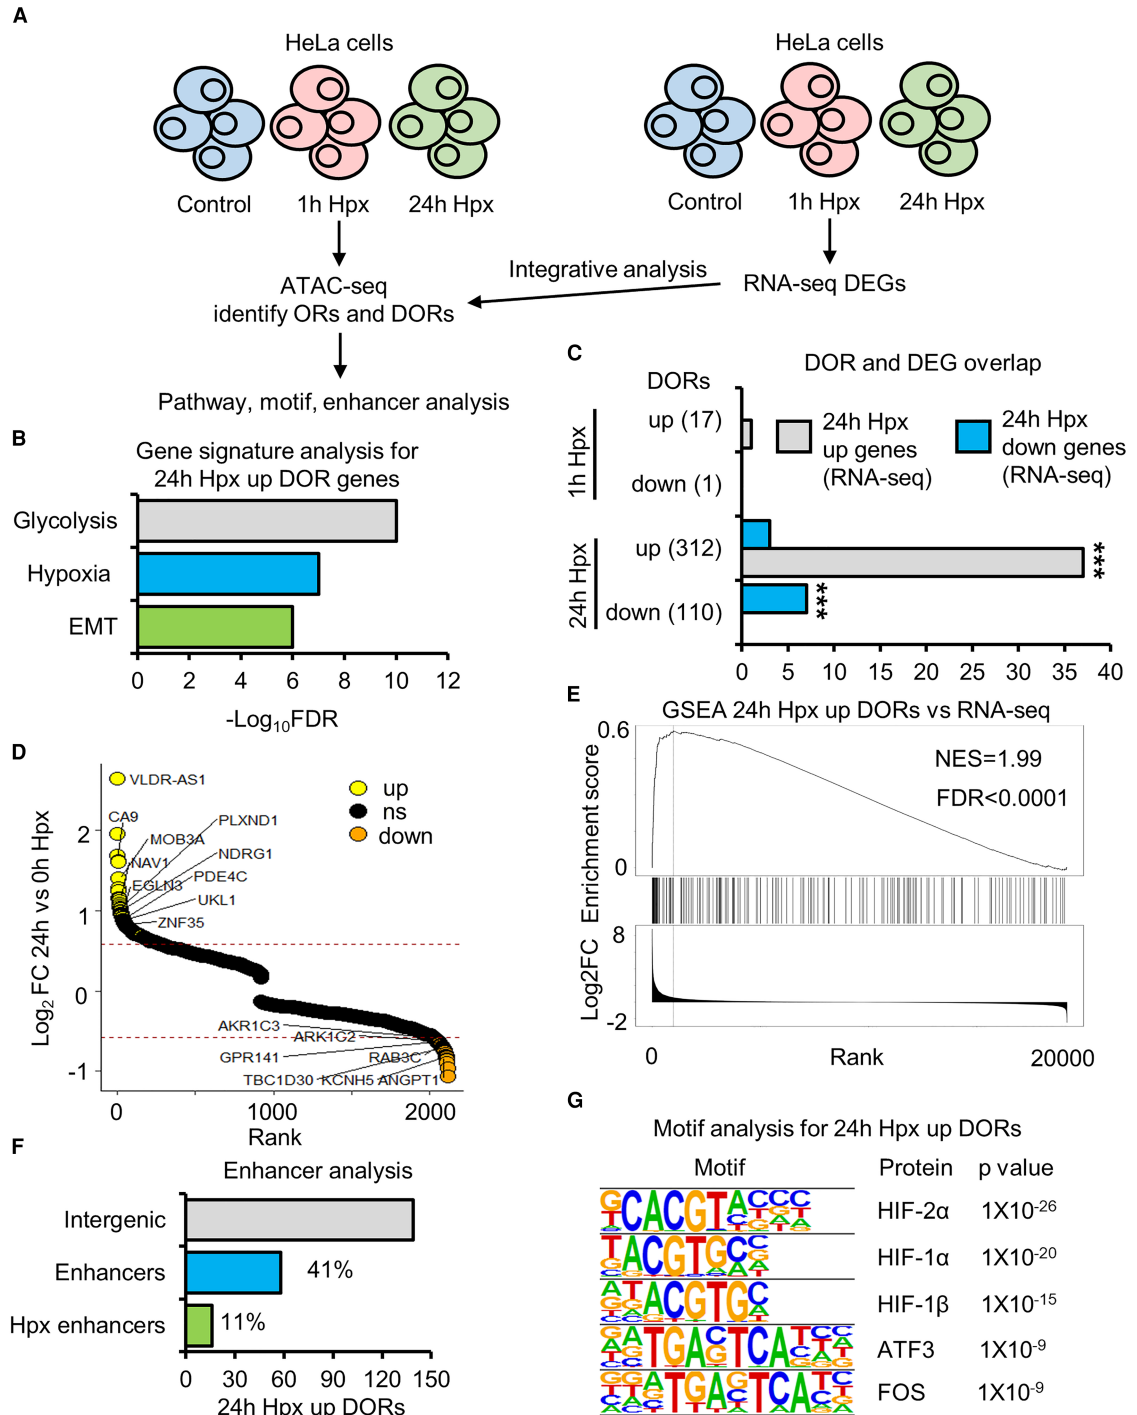 A
HeLa cells
HeLa cells
Control
1h Hpx
24h Hpx
Control
1h Hpx
24h Hpx
ATAC-seq
identify ORs and DORs
Integrative analysis
RNA-seq DEGs
Pathway, motif, enhancer analysis
B
Gene signature analysis for
24h Hpx up DOR genes
Glycolysis
Hypoxia
EMT
0 2 4 6 8 10 12
-Log10FDR
C
DOR and DEG overlap
DORs
1h Hpx
up (17)
down (1)
24h Hpx
up (312)
down (110)
24h Hpx
up genes
(RNA-seq)
24h Hpx
down genes
(RNA-seq)
***
***
0 5 10 15 20 25 30 35 40
D
Log2 FC 24h vs 0h Hpx
2
1
0
-1
VLDR-AS1
CA9
PLXND1
MOB3A
NAV1
NDRG1
EGLN3
PDE4C
UKL1
ZNF35
up
ns
down
AKR1C3
ARK1C2
GPR141
RAB3C
TBC1D30
KCNH5
ANGPT1
0 1000 2000
Rank
E
GSEA 24h Hpx up DORs vs RNA-seq
Enrichment score
0.6
0
NES=1.99
FDR<0.0001
Log2FC
8
-2
0 Rank 20000
F
Enhancer analysis
Intergenic
Enhancers
41%
Hpx enhancers
11%
0 30 60 90 120 150
24h Hpx up DORs
G
Motif analysis for 24h Hpx up DORs
Motif Protein p value
HIF-2α 1X10-26
HIF-1α 1X10-20
HIF-1β 1X10-15
ATF3 1X10-9
FOS 1X10-9